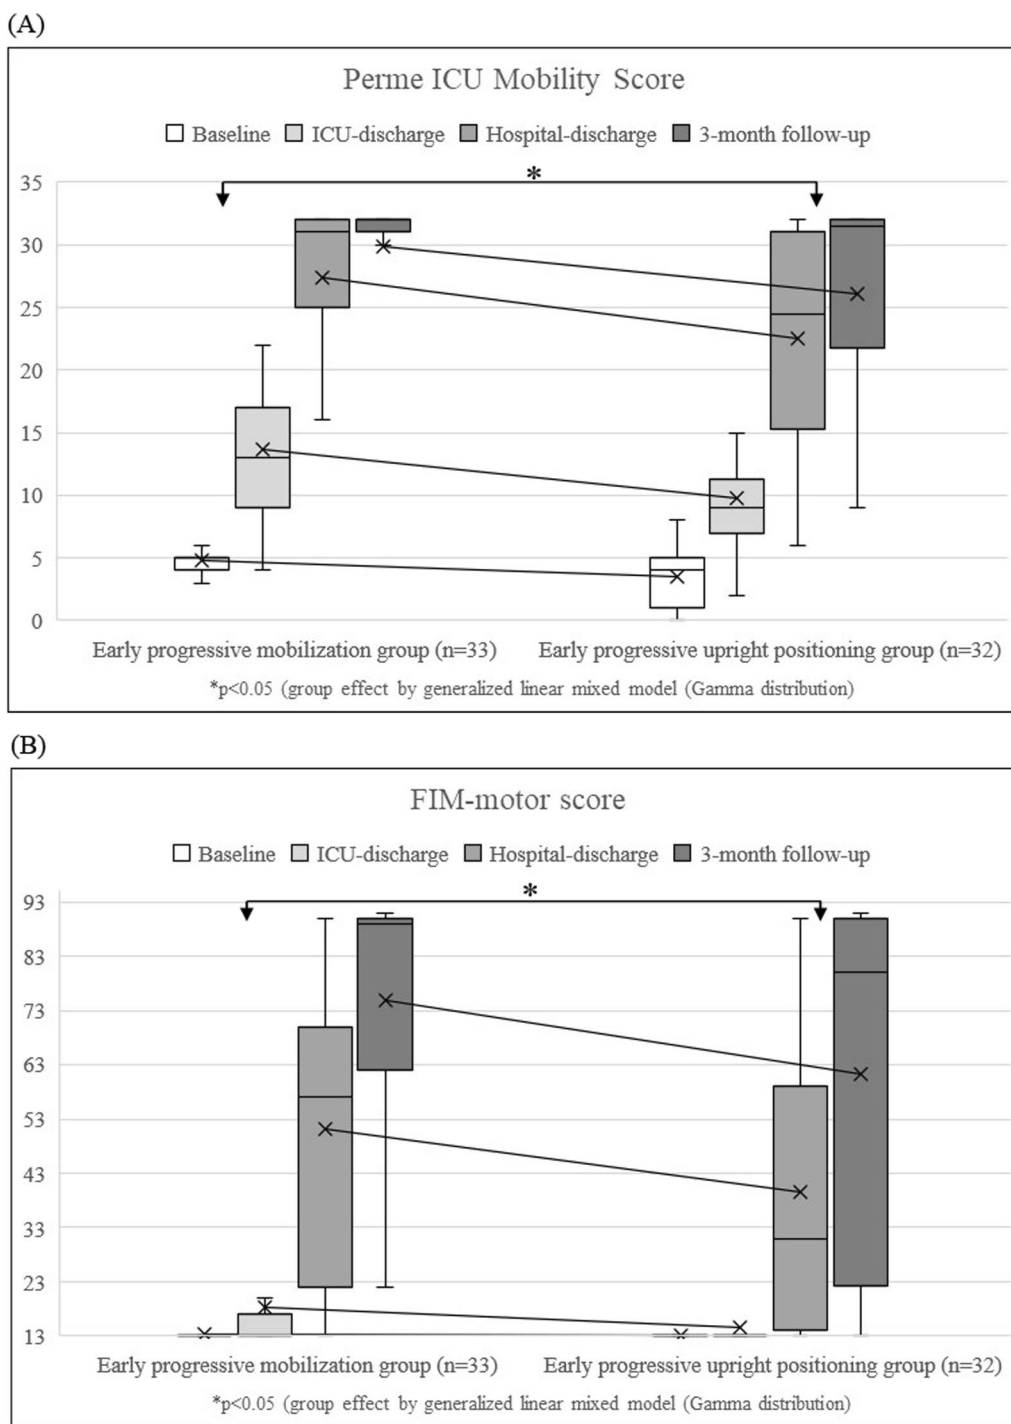 (A)
Perme ICU Mobility Score
Baseline ICU-discharge Hospital-discharge 3-month follow-up
*
35
30
25
20
15
10
5
0
Early progressive mobilization group (n=33) Early progressive upright positioning group (n=32)
*p<0.05 (group effect by generalized linear mixed model (Gamma distribution)
(B)
FIM-motor score
Baseline ICU-discharge Hospital-discharge 3-month follow-up
*
93
83
73
63
53
43
33
23
13
Early progressive mobilization group (n=33) Early progressive upright positioning group (n=32)
*p<0.05 (group effect by generalized linear mixed model (Gamma distribution)